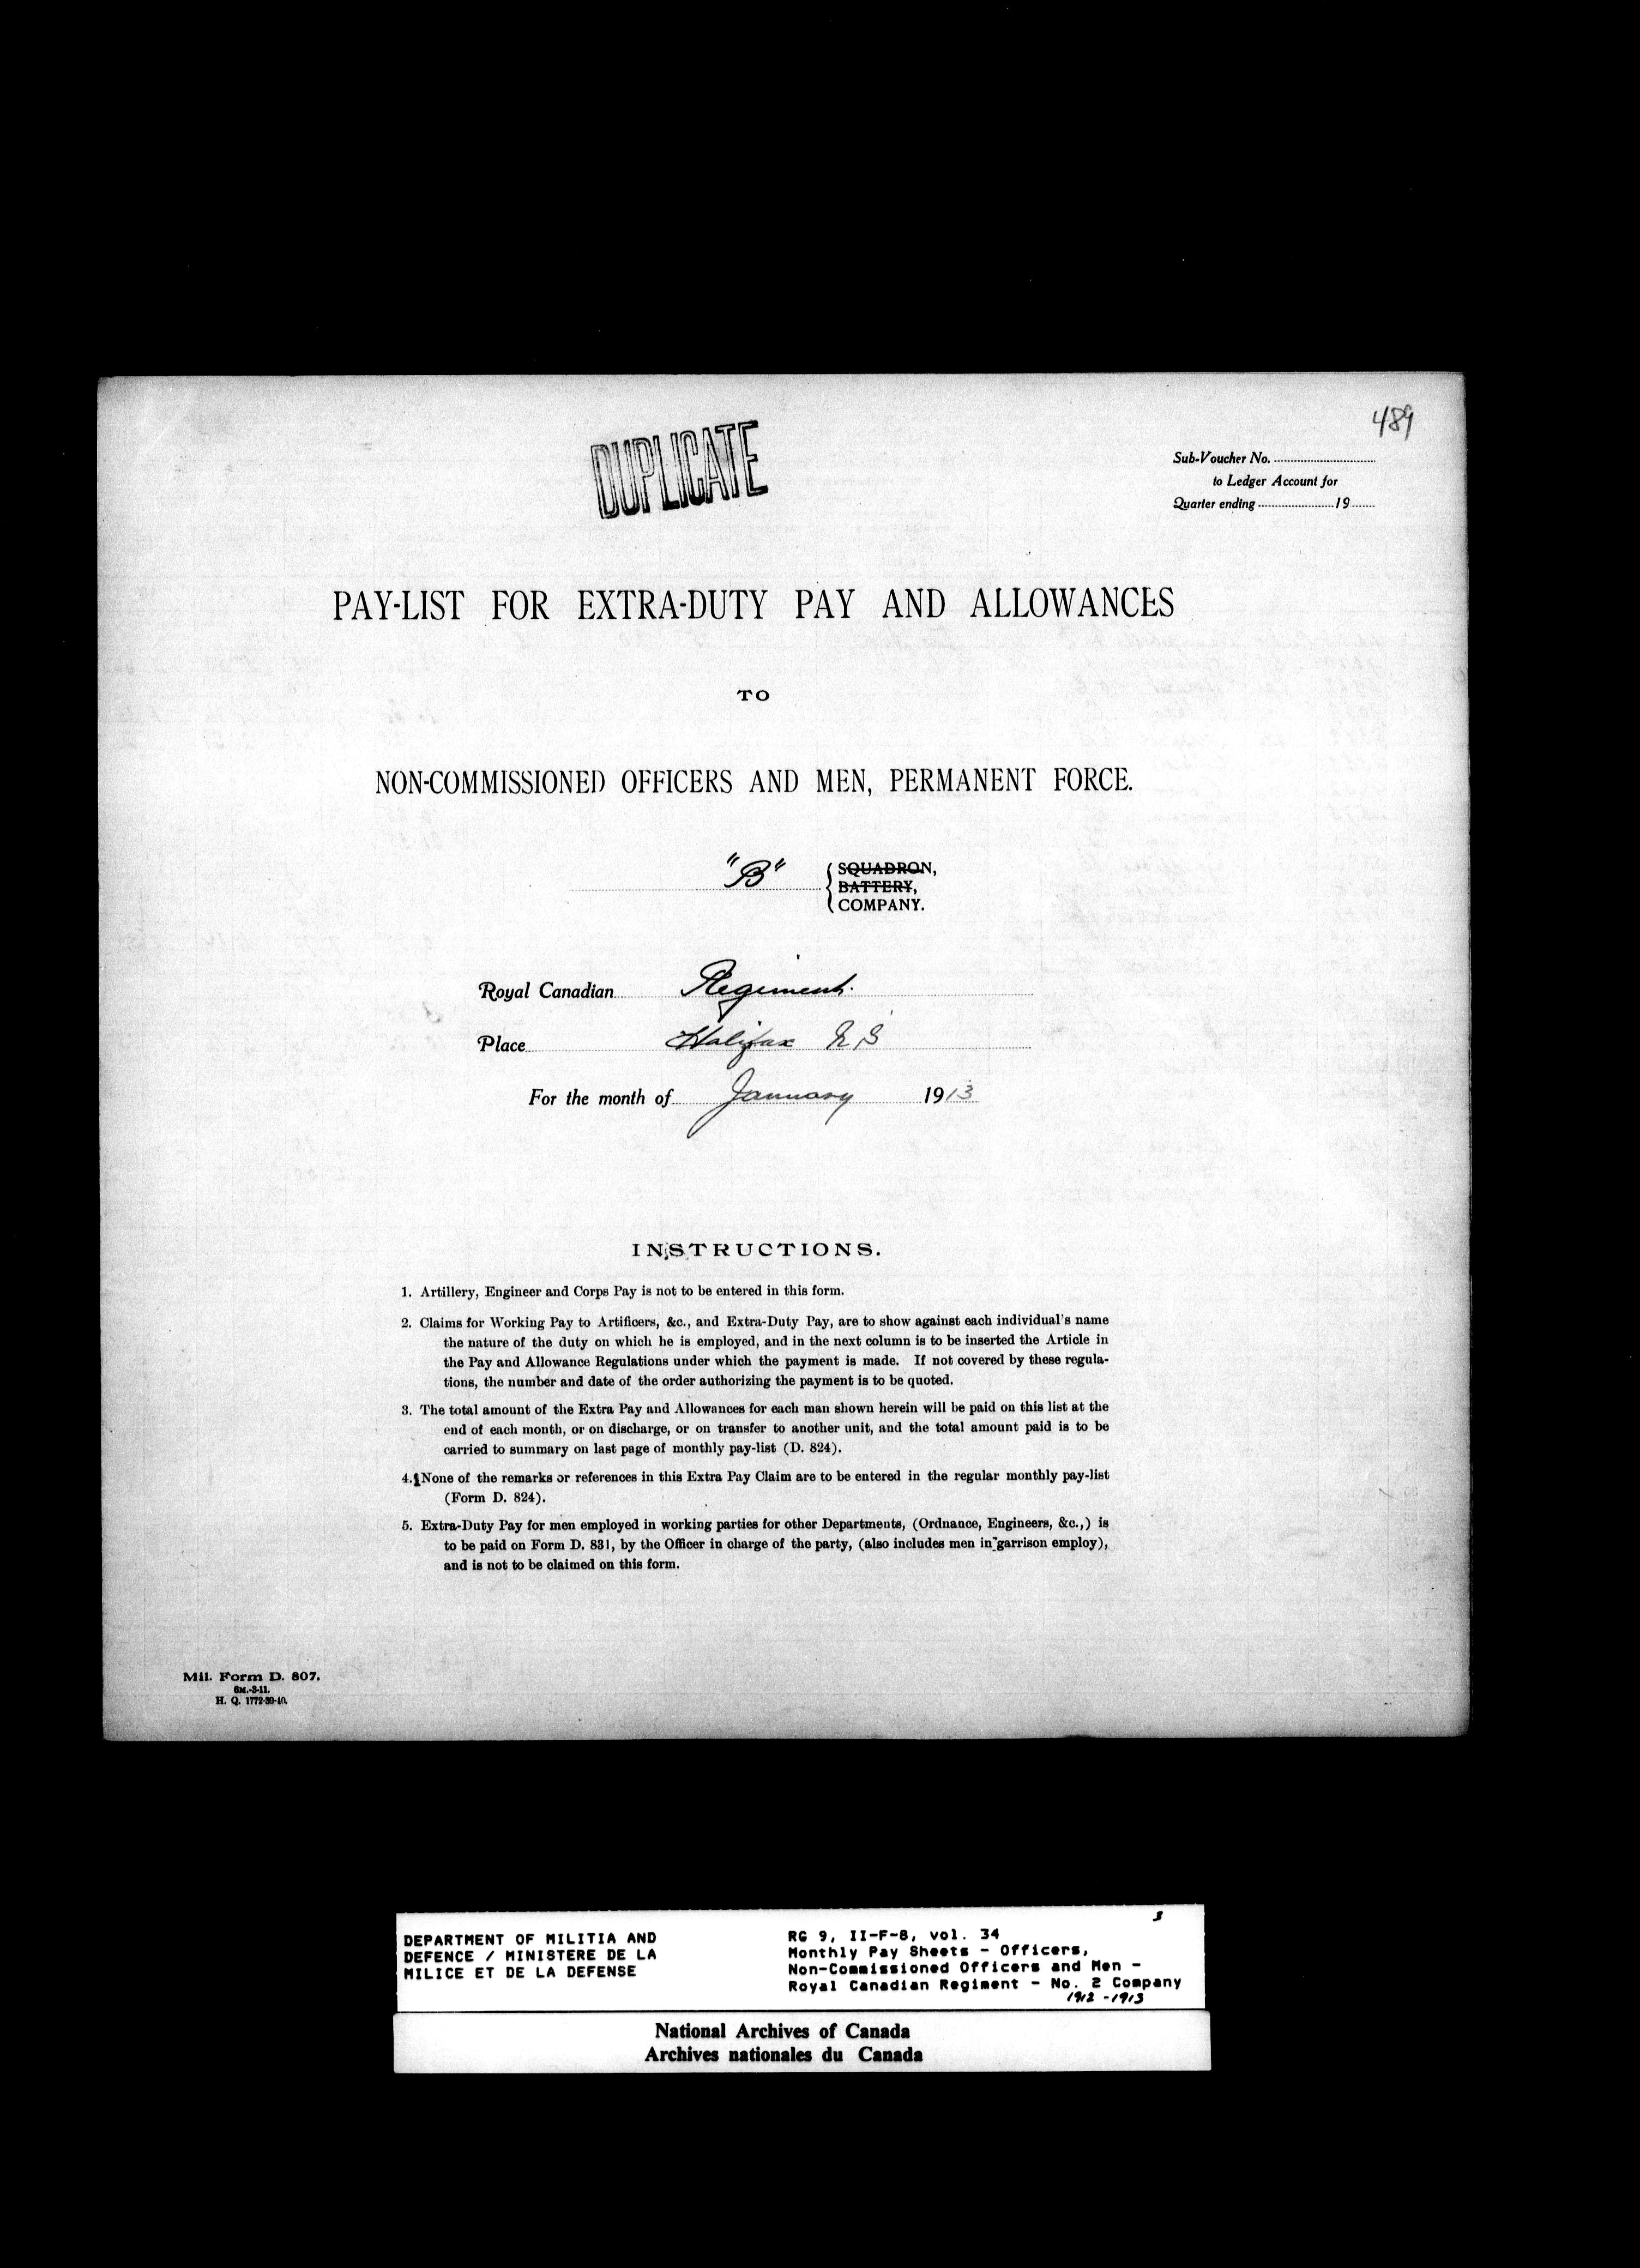 489
DUPLICATE
Sub-Voucher No.
to Ledger Account for
Quarter ending 19
PAY-LIST FOR EXTRA-DUTY PAY AND ALLOWANCES
TO
NON-COMMISSIONED OFFICERS AND MEN, PERMANENT FORCE.
"B" SQUADRON,
BATTERY,
COMPANY.
Royal Canadian Regiment.
Place Halifax N S
For the month of January 1913
INSTRUCTIONS.
1. Artillery, Engineer and Corps Pay is not to be entered in this form.
2. Claims for Working Pay to Artificers, &c., and Extra-Duty Pay, are to show against each individual's name
the nature of the duty on which he is employed, and in the next column is to be inserted the Article in
the Pay and Allowance Regulations under which the payment is made. If not covered by these regula-
tions, the number and date of the order authorizing the payment is to be quoted.
3. The total amount of the Extra Pay and Allowances for each man shown herein will be paid on this list at the
end of each month, or on discharge, or on transfer to another unit, and the total amount paid is to be
carried to summary on last page of monthly pay-list (D. 824).
4. None of the remarks or references in this Extra Pay Claim are to be entered in the regular monthly pay-list
(Form D. 824).
5. Extra-Duty Pay for men employed in working parties for other Departments, (Ordnance, Engineers, &c.,) is
to be paid on Form D. 831, by the Officer in charge of the party, (also includes men in garrison employ),
and is not to be claimed on this form.
Mil. Form D. 807.
6M.-3-11.
H. Q. 1772-39-40.
3
DEPARTMENT OF MILITIA AND
DEFENCE / MINISTERE DE LA
MILICE ET DE LA DEFENSE
RG 9, II-F-8, vol. 34
Monthly Pay Sheets - Officers,
Non-Commissioned Officers and Men -
Royal Canadian Regiment - No. 2 Company
1912-1913
National Archives of Canada
Archives nationales du Canada